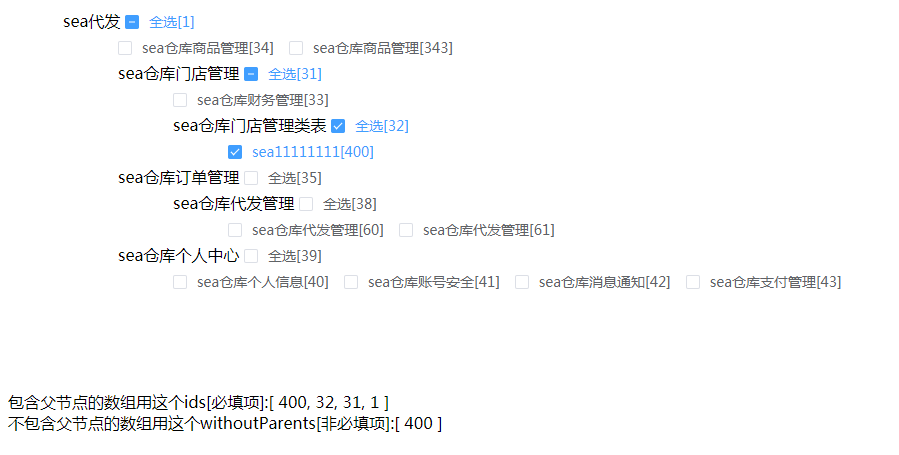 sea代发 全选[1]
sea仓库商品管理[34] sea仓库商品管理[343]
sea仓库门店管理 全选[31]
sea仓库财务管理[33]
sea仓库门店管理类表 全选[32]
sea11111111[400]
sea仓库订单管理 全选[35]
sea仓库代发管理 全选[38]
sea仓库代发管理[60] sea仓库代发管理[61]
sea仓库个人中心 全选[39]
sea仓库个人信息[40] sea仓库账号安全[41] sea仓库消息通知[42] sea仓库支付管理[43]
包含父节点的数组用这个ids[必填项]:[ 400, 32, 31, 1 ]
不包含父节点的数组用这个withoutParents[非必填项]:[ 400 ]